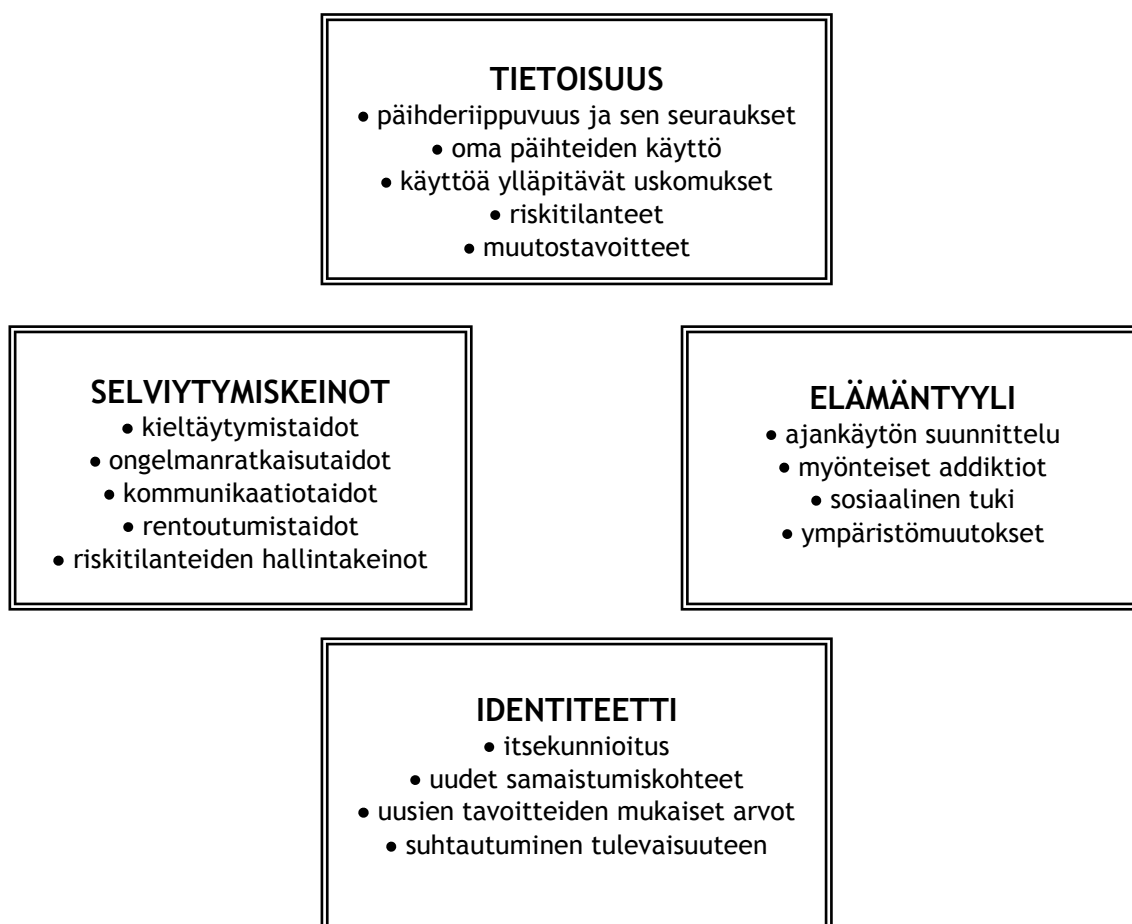 TIETOISUUS
• päihderiippuvuus ja sen seuraukset
• oma päihteiden käyttö
• käyttöä ylläpitävät uskomukset
• riskitilanteet
• muutostavoitteet
SELVIYTYMISKEINOT
• kieltäytymistaidot
• ongelmanratkaisutaidot
• kommunikaatiotaidot
• rentoutumistaidot
• riskitilanteiden hallintakeinot
ELÄMÄNTYYLI
• ajankäytön suunnittelu
• myönteiset addiktiot
• sosiaalinen tuki
• ympäristömuutokset
IDENTITEETTI
• itsekunnioitus
• uudet samaistumiskohteet
• uusien tavoitteiden mukaiset arvot
• suhtautuminen tulevaisuuteen